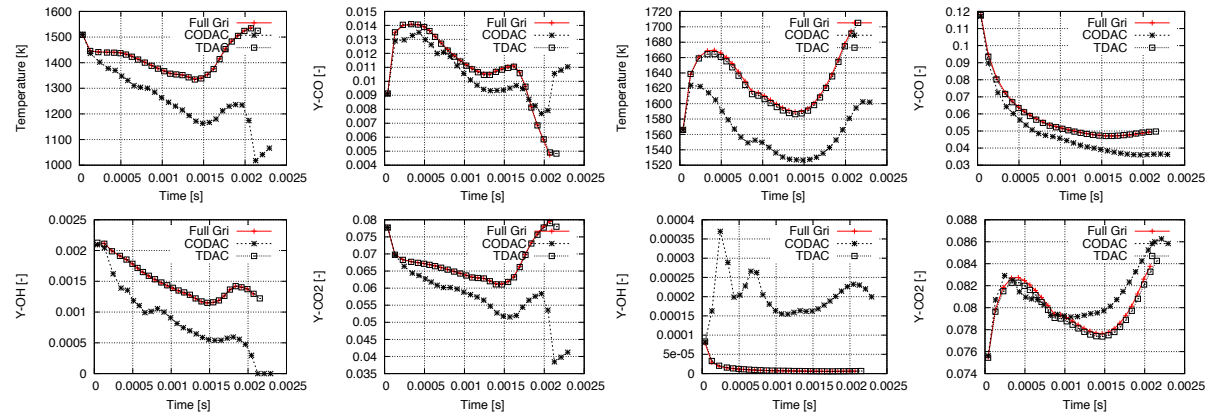 Temperature [k]
1600
1500
1400
1300
1200
1100
1000
0 0.0005 0.001 0.0015 0.002 0.0025
Time [s]
Full Gri
CODAC
TDAC
Y-CO [-]
0.015
0.014
0.013
0.012
0.011
0.01
0.009
0.008
0.007
0.006
0.005
0.004
0 0.0005 0.001 0.0015 0.002 0.0025
Time [s]
Full Gri
CODAC
TDAC
Temperature [k]
1720
1700
1680
1660
1640
1620
1600
1580
1560
1540
1520
0 0.0005 0.001 0.0015 0.002 0.0025
Time [s]
Full Gri
CODAC
TDAC
Y-CO [-]
0.12
0.11
0.1
0.09
0.08
0.07
0.06
0.05
0.04
0.03
0 0.0005 0.001 0.0015 0.002 0.0025
Time [s]
Full Gri
CODAC
TDAC
Y-OH [-]
0.0025
0.002
0.0015
0.001
0.0005
0
0 0.0005 0.001 0.0015 0.002 0.0025
Time [s]
Full Gri
CODAC
TDAC
Y-CO2 [-]
0.08
0.075
0.07
0.065
0.06
0.055
0.05
0.045
0.04
0.035
0 0.0005 0.001 0.0015 0.002 0.0025
Time [s]
Full Gri
CODAC
TDAC
Y-OH [-]
0.0004
0.00035
0.0003
0.00025
0.0002
0.00015
0.0001
5e-05
0
0 0.0005 0.001 0.0015 0.002 0.0025
Time [s]
Full Gri
CODAC
TDAC
Y-CO2 [-]
0.088
0.086
0.084
0.082
0.08
0.078
0.076
0.074
0 0.0005 0.001 0.0015 0.002 0.0025
Time [s]
Full Gri
CODAC
TDAC